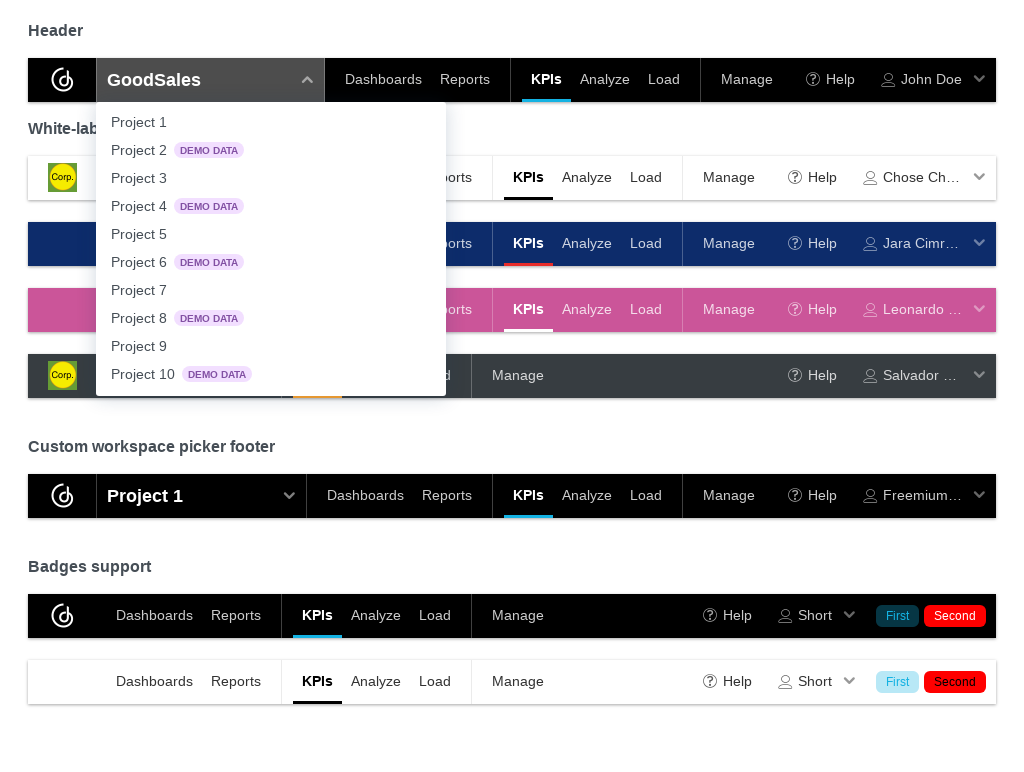 Header
GoodSales Dashboards Reports KPIs Analyze Load Manage Help John Doe
White-lab
Project 1
Project 2 DEMO DATA
Project 3
Project 4 DEMO DATA
Project 5
Project 6 DEMO DATA
Project 7
Project 8 DEMO DATA
Project 9
Project 10 DEMO DATA
Corp. orts KPIs Analyze Load Manage Help Chose Ch…
orts KPIs Analyze Load Manage Help Jara Cimr…
orts KPIs Analyze Load Manage Help Leonardo …
Corp. d Manage Help Salvador …
Custom workspace picker footer
Project 1 Dashboards Reports KPIs Analyze Load Manage Help Freemium…
Badges support
Dashboards Reports KPIs Analyze Load Manage Help Short First Second
Dashboards Reports KPIs Analyze Load Manage Help Short First Second